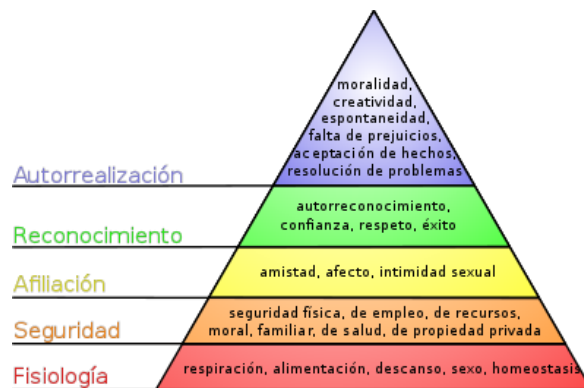 moralidad,
creatividad,
espontaneidad,
falta de prejuicios,
aceptación de hechos,
resolución de problemas
Autorrealización
autorreconocimiento,
confianza, respeto, éxito
Reconocimiento
amistad, afecto, intimidad sexual
Afiliación
seguridad física, de empleo, de recursos,
moral, familiar, de salud, de propiedad privada
Seguridad
respiración, alimentación, descanso, sexo, homeostasis
Fisiología